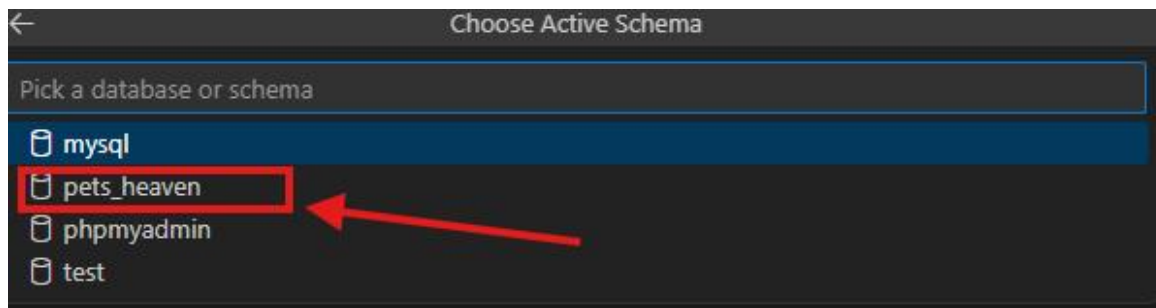 Choose Active Schema
Pick a database or schema
mysql
pets_heaven
phpmyadmin
test